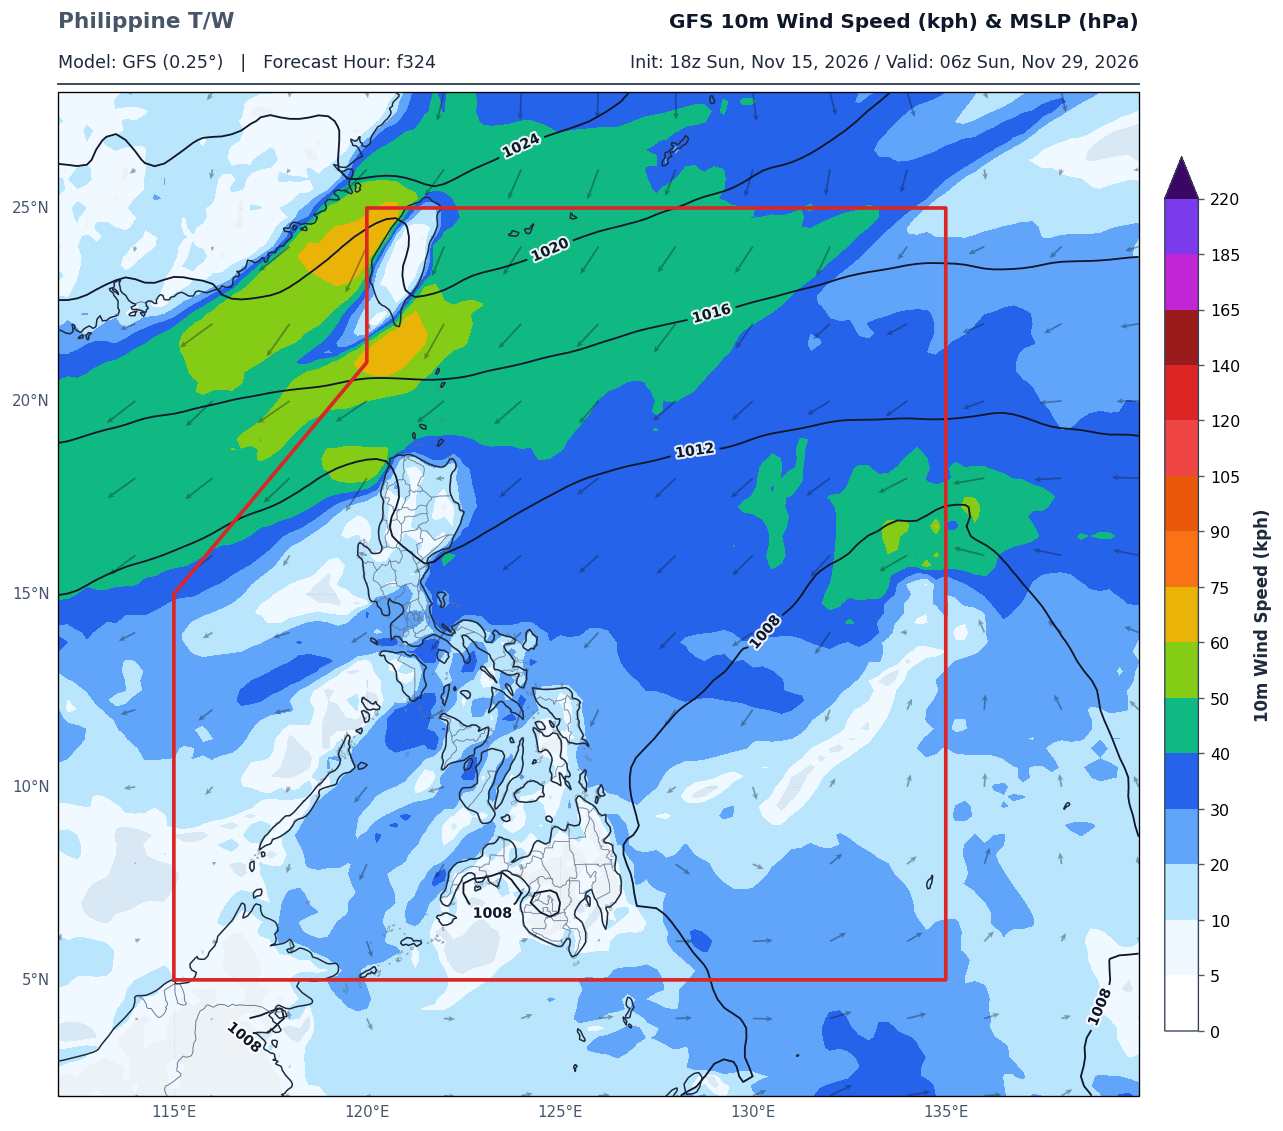 Philippine T/W
GFS 10m Wind Speed (kph) & MSLP (hPa)
Model: GFS (0.25°) | Forecast Hour: f324
Init: 18z Sun, Nov 15, 2026 / Valid: 06z Sun, Nov 29, 2026
25°N
20°N
15°N
10°N
5°N
115°E
120°E
125°E
130°E
135°E
1024
1020
1016
1012
1008
1008
1008
1008
220
185
165
140
120
105
90
75
60
50
40
30
20
10
5
0
10m Wind Speed (kph)